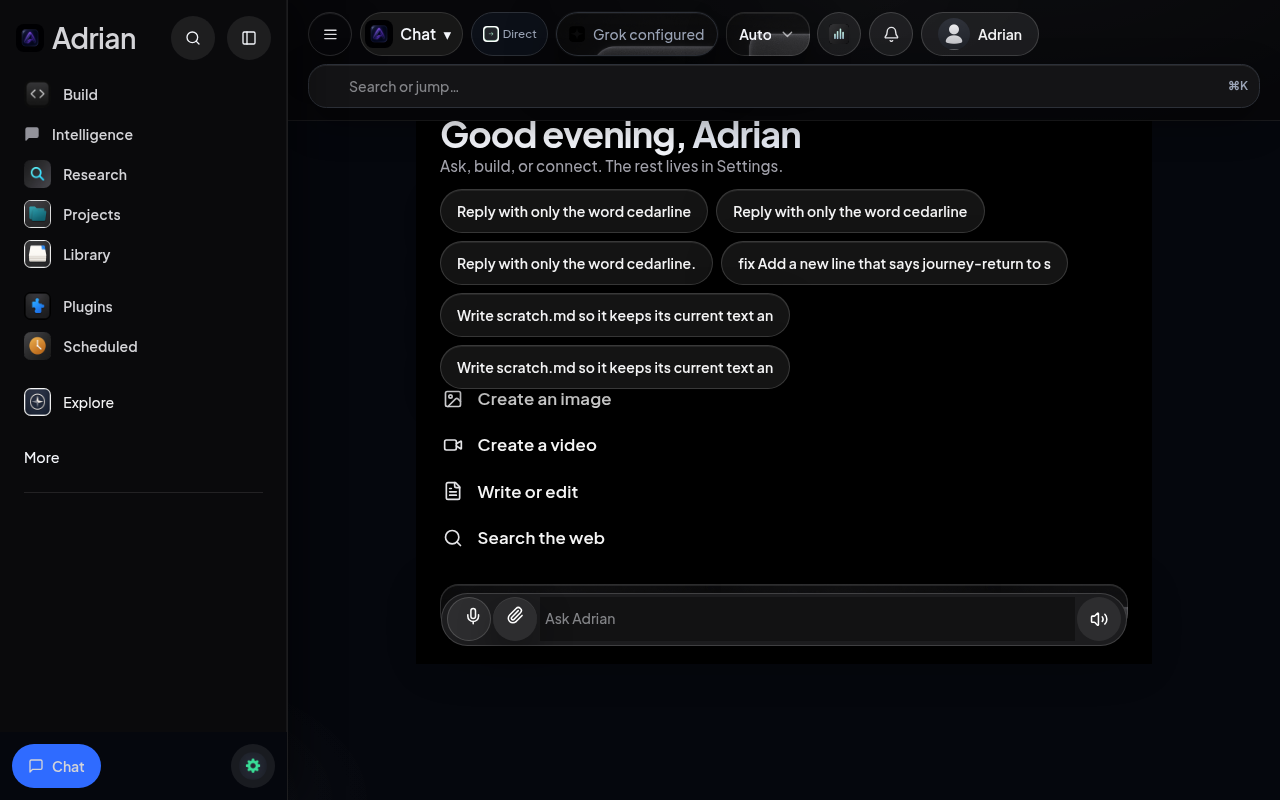 Adrian
Build
Intelligence
Research
Projects
Library
Plugins
Scheduled
Explore
More
Chat
Chat ▾
Direct
Grok configured
Auto
Adrian
Search or jump…
⌘K
Good evening, Adrian
Ask, build, or connect. The rest lives in Settings.
Reply with only the word cedarline
Reply with only the word cedarline
Reply with only the word cedarline.
fix Add a new line that says journey-return to s
Write scratch.md so it keeps its current text an
Write scratch.md so it keeps its current text an
Create an image
Create a video
Write or edit
Search the web
Ask Adrian